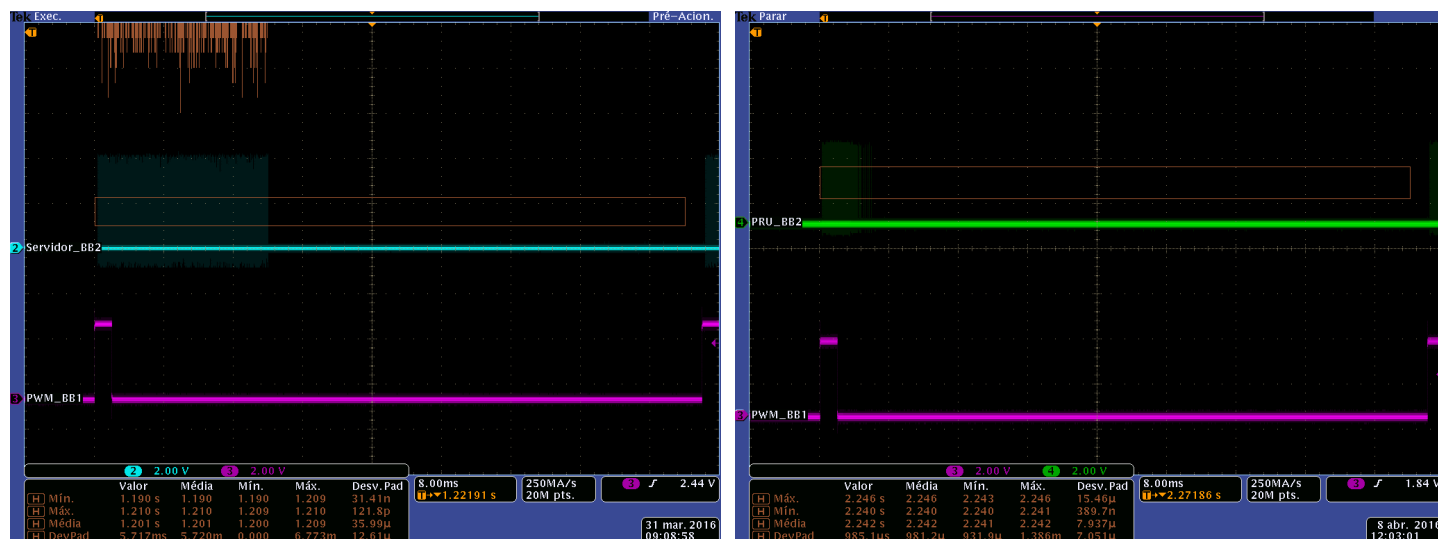 Tek Exec.
Pré-Acion.
T
T
2 Servidor_BB2
3 PWM_BB1
2 2.00 V 3 2.00 V
Valor Média Mín. Máx. Desv.Pad
H Mín. 1.190 s 1.190 1.190 1.209 31.41n
H Máx. 1.210 s 1.210 1.209 1.210 121.8p
H Média 1.201 s 1.201 1.200 1.209 35.99µ
H DevPad 5.717ms 5.720m 0.000 6.773m 12.61µ
8.00ms
T→▼1.22191 s
250MA/s
20M pts.
3 2.44 V
31 mar. 2016
09:08:58
Tek Parar
T
T
4 PRU_BB2
3 PWM_BB1
3 2.00 V 4 2.00 V
Valor Média Mín. Máx. Desv.Pad
H Máx. 2.246 s 2.246 2.243 2.246 15.46µ
H Mín. 2.240 s 2.240 2.240 2.241 389.7n
H Média 2.242 s 2.242 2.241 2.242 7.937µ
H DevPad 985.1µs 981.2µ 931.9µ 1.386m 7.051µ
8.00ms
T→▼2.27186 s
250MA/s
20M pts.
3 1.84 V
8 abr. 2016
12:03:01